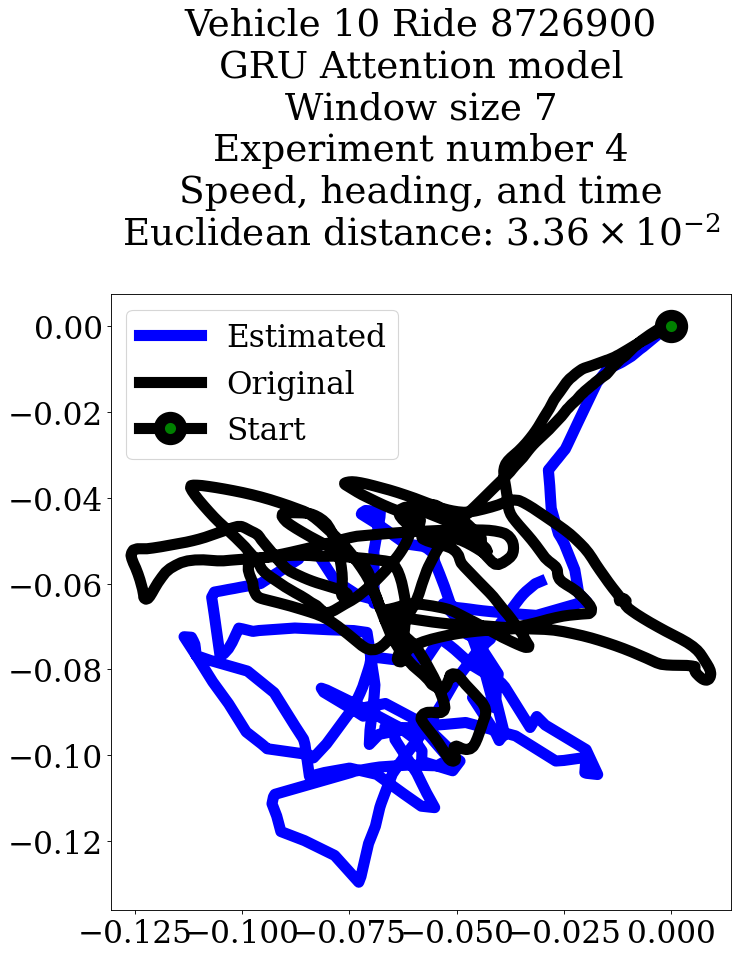 Vehicle 10 Ride 8726900
GRU Attention model
Window size 7
Experiment number 4
Speed, heading, and time
Euclidean distance: 3.36 × 10⁻²
Estimated
Original
Start
0.00
−0.02
−0.04
−0.06
−0.08
−0.10
−0.12
−0.125 −0.100 −0.075 −0.050 −0.025 0.000